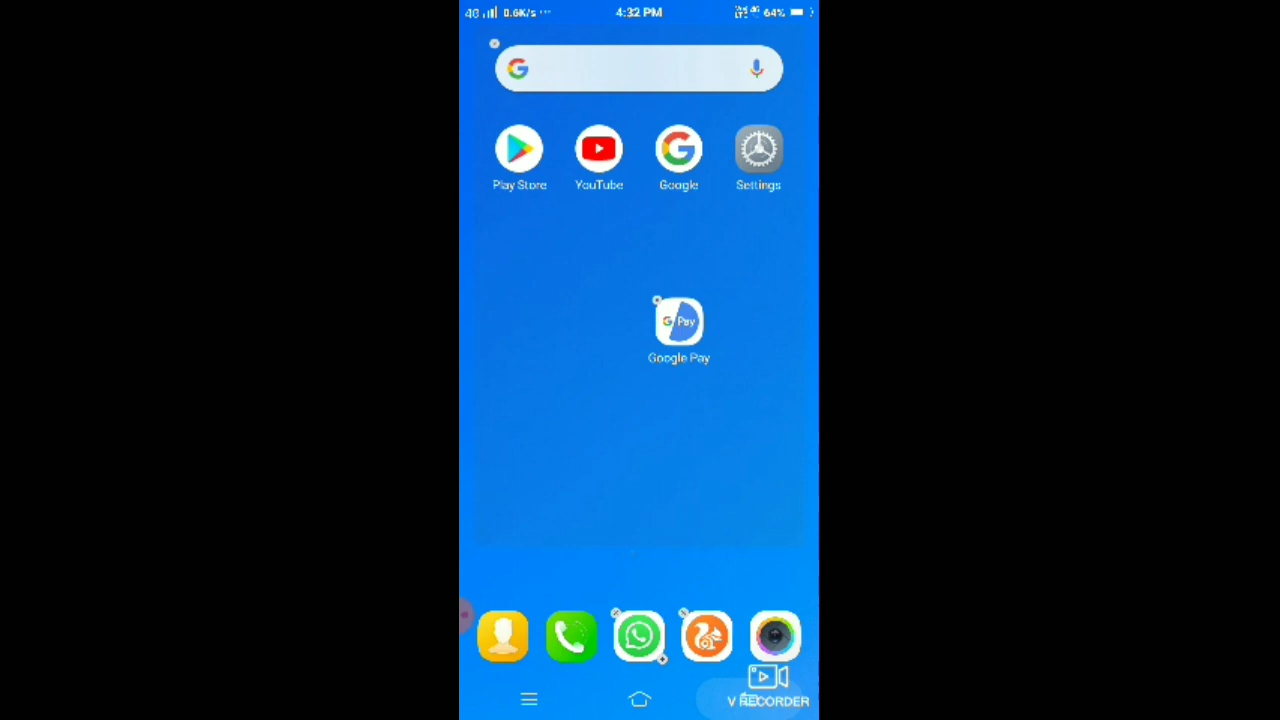 4G 0.6K/s ... 4:32 PM 64%
Play Store YouTube Google Settings
G Pay
Google Pay
V RECORDER